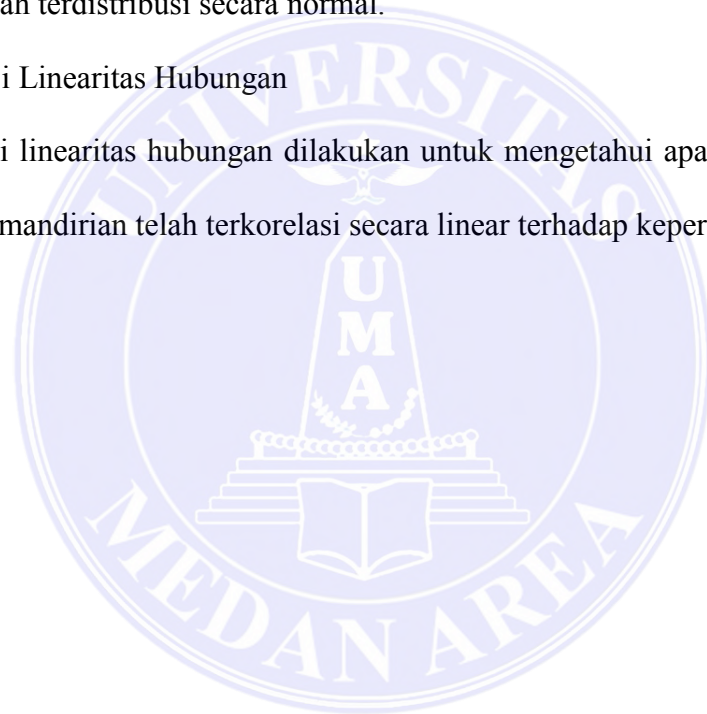 ah terdistribusi secara normal.
i Linearitas Hubungan
i linearitas hubungan dilakukan untuk mengetahui apa
mandirian telah terkorelasi secara linear terhadap keper
UNIVERSITAS
U
M
A
MEDAN AREA